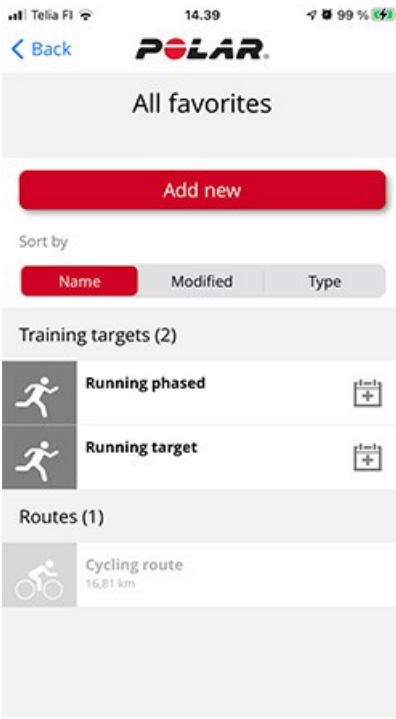 Telia FI 14.39 99 %
Back POLAR.
All favorites
Add new
Sort by
Name Modified Type
Training targets (2)
Running phased
Running target
Routes (1)
Cycling route
16,81 km